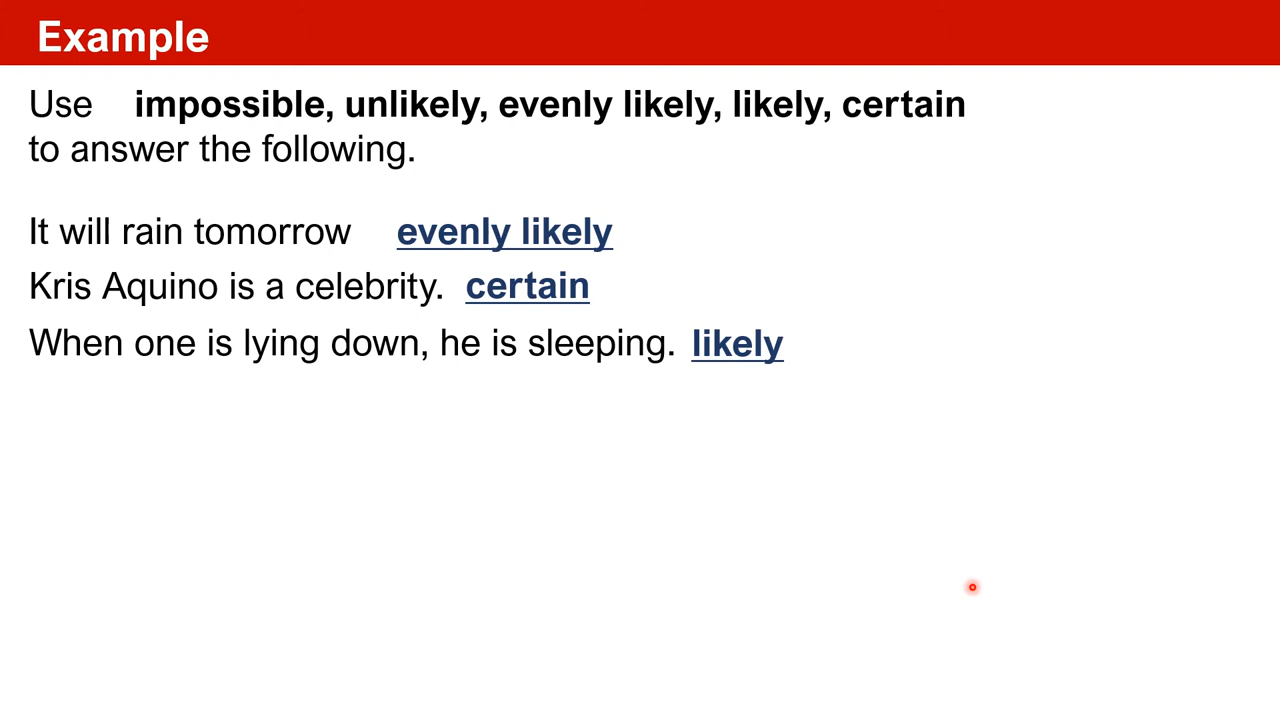 Example
Use impossible, unlikely, evenly likely, likely, certain
to answer the following.
It will rain tomorrow evenly likely
Kris Aquino is a celebrity. certain
When one is lying down, he is sleeping. likely